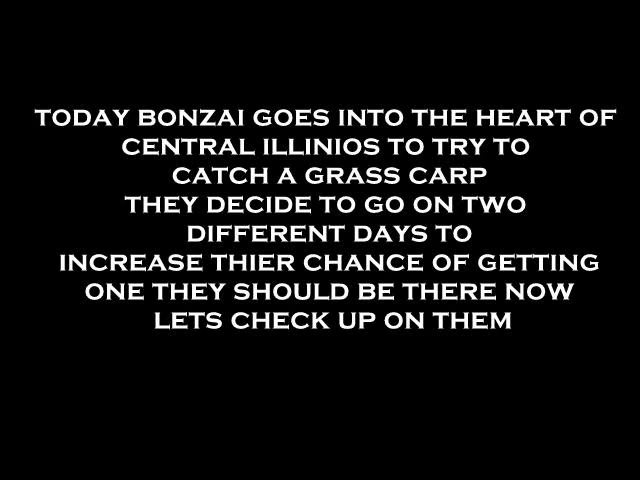 TODAY BONZAI GOES INTO THE HEART OF
CENTRAL ILLINIOS TO TRY TO
CATCH A GRASS CARP
THEY DECIDE TO GO ON TWO
DIFFERENT DAYS TO
INCREASE THIER CHANCE OF GETTING
ONE THEY SHOULD BE THERE NOW
LETS CHECK UP ON THEM